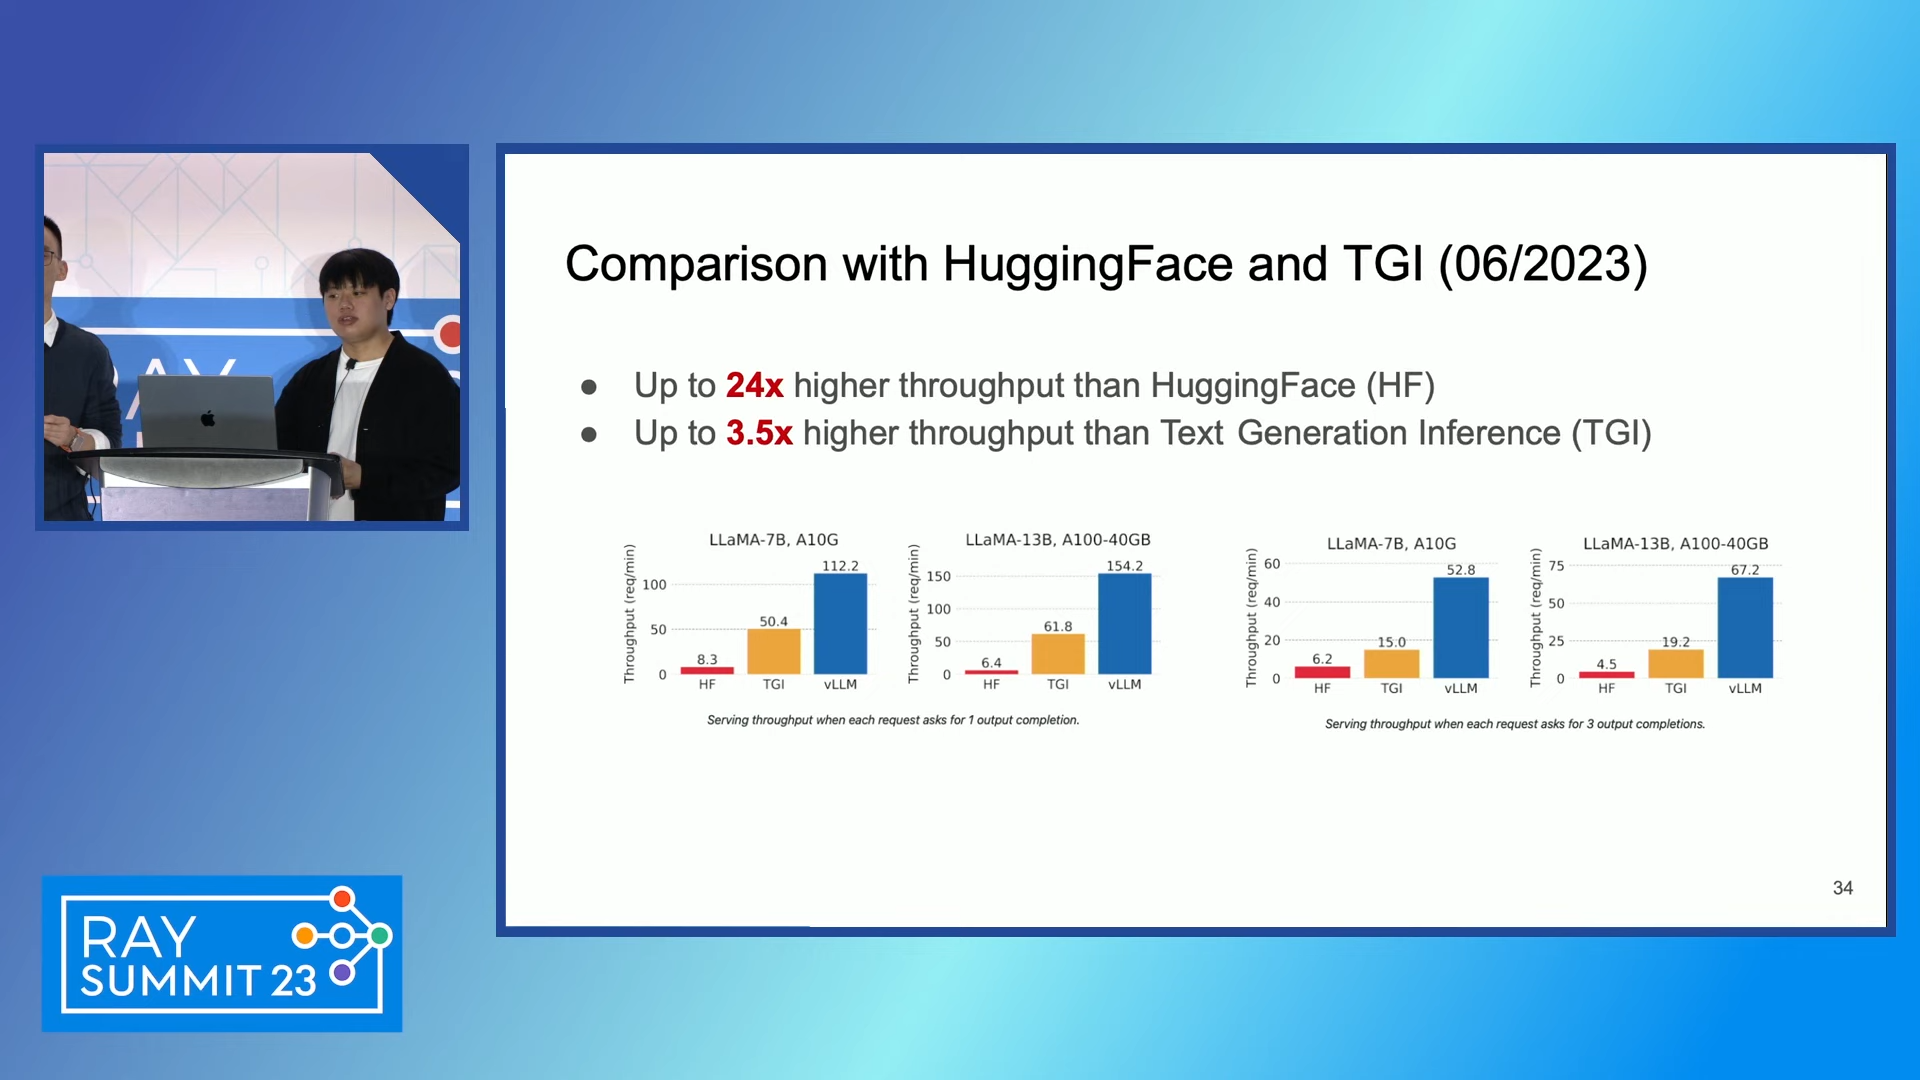 Comparison with HuggingFace and TGI (06/2023)
● Up to 24x higher throughput than HuggingFace (HF)
● Up to 3.5x higher throughput than Text Generation Inference (TGI)
LLaMA-7B, A10G
Throughput (req/min)
100
50
0
8.3
50.4
112.2
HF TGI vLLM
LLaMA-13B, A100-40GB
Throughput (req/min)
150
100
50
0
6.4
61.8
154.2
HF TGI vLLM
Serving throughput when each request asks for 1 output completion.
LLaMA-7B, A10G
Throughput (req/min)
60
40
20
0
6.2
15.0
52.8
HF TGI vLLM
LLaMA-13B, A100-40GB
Throughput (req/min)
75
50
25
0
4.5
19.2
67.2
HF TGI vLLM
Serving throughput when each request asks for 3 output completions.
34
RAY
SUMMIT 23